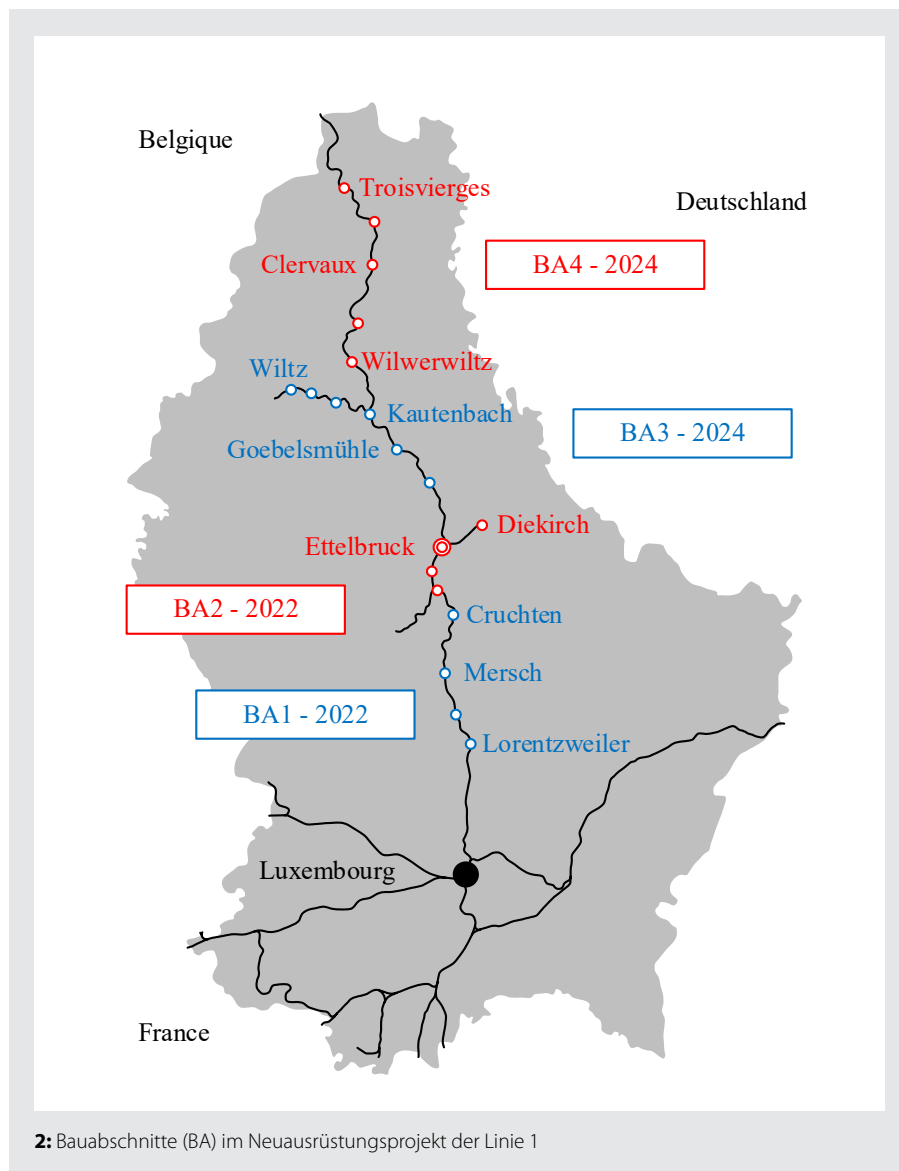 Belgique
Troisvierges
Deutschland
Clervaux
BA4 - 2024
Wilwerwiltz
Wiltz
Kautenbach
BA3 - 2024
Goebelsmühle
Diekirch
Ettelbruck
BA2 - 2022
Cruchten
Mersch
BA1 - 2022
Lorentzweiler
Luxembourg
France
2: Bauabschnitte (BA) im Neuausrüstungsprojekt der Linie 1